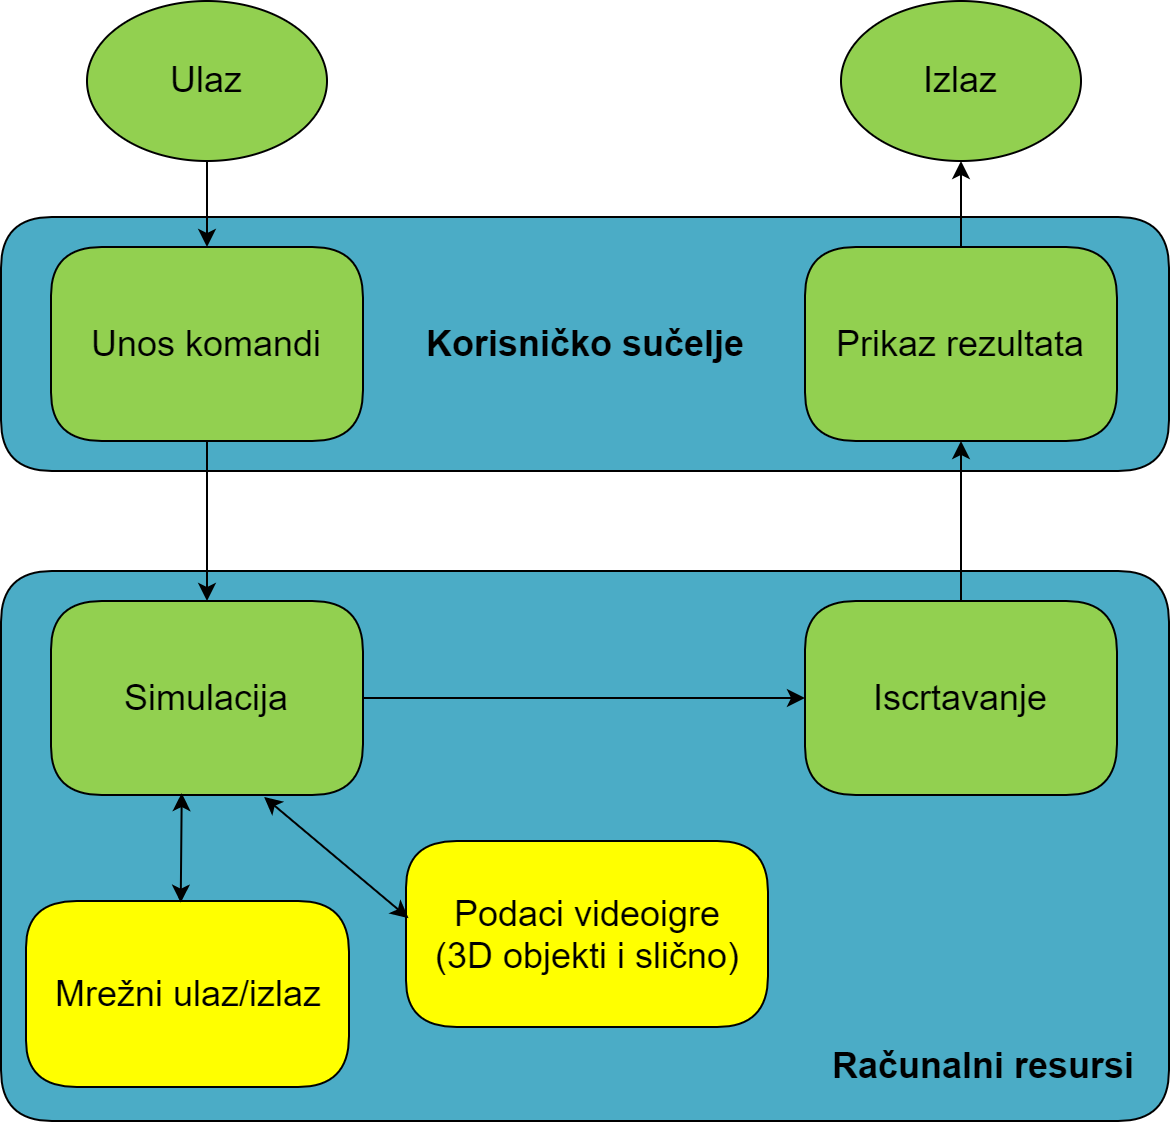 Ulaz
Izlaz
Unos komandi
Korisničko sučelje
Prikaz rezultata
Simulacija
Iscrtavanje
Podaci videoigre
(3D objekti i slično)
Mrežni ulaz/izlaz
Računalni resursi